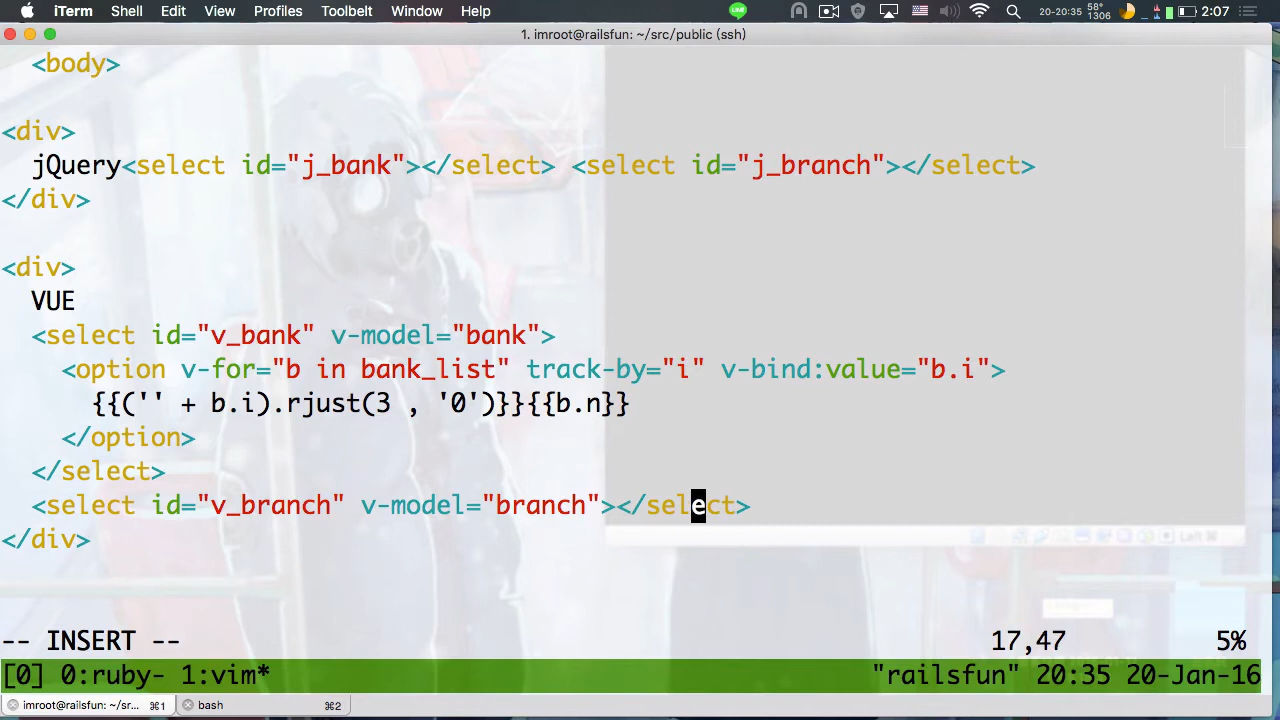 iTerm Shell Edit View Profiles Toolbelt Window Help LINE 20-20:35 58° 1306 2:07
1. imroot@railsfun: ~/src/public (ssh)
<body>
<div>
jQuery<select id="j_bank"></select> <select id="j_branch"></select>
</div>
<div>
VUE
<select id="v_bank" v-model="bank">
<option v-for="b in bank_list" track-by="i" v-bind:value="b.i">
{{('' + b.i).rjust(3 , '0')}}{{b.n}}
</option>
</select>
<select id="v_branch" v-model="branch"></select>
</div>
Left ⌘
-- INSERT -- 17,47 5%
[0] 0:ruby- 1:vim* "railsfun" 20:35 20-Jan-16
imroot@railsfun: ~/sr... ⌘1 bash ⌘2